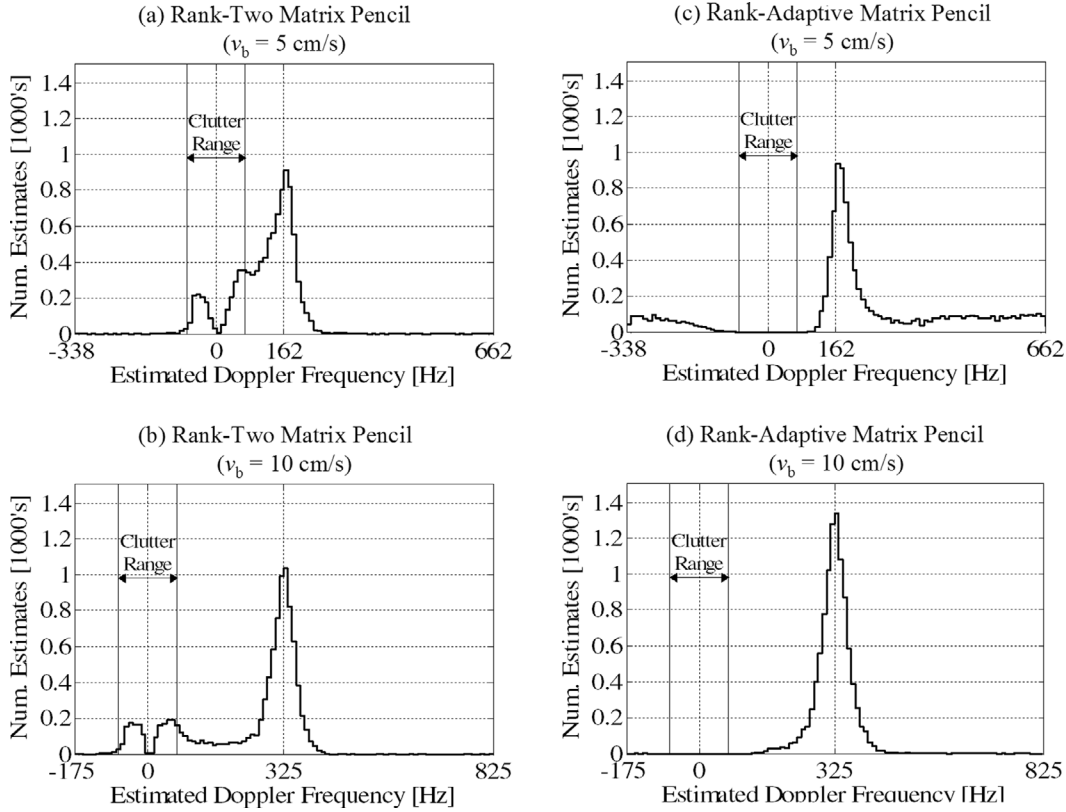 (a) Rank-Two Matrix Pencil
(vb = 5 cm/s)
Num. Estimates [1000's]
1.4
1.2
1
0.8
0.6
0.4
0.2
0
Clutter
Range
-338
0
162
662
Estimated Doppler Frequency [Hz]
(c) Rank-Adaptive Matrix Pencil
(vb = 5 cm/s)
Num. Estimates [1000's]
1.4
1.2
1
0.8
0.6
0.4
0.2
0
Clutter
Range
-338
0
162
662
Estimated Doppler Frequency [Hz]
(b) Rank-Two Matrix Pencil
(vb = 10 cm/s)
Num. Estimates [1000's]
1.4
1.2
1
0.8
0.6
0.4
0.2
0
Clutter
Range
-175
0
325
825
Estimated Doppler Frequency [Hz]
(d) Rank-Adaptive Matrix Pencil
(vb = 10 cm/s)
Num. Estimates [1000's]
1.4
1.2
1
0.8
0.6
0.4
0.2
0
Clutter
Range
-175
0
325
825
Estimated Doppler Frequency [Hz]